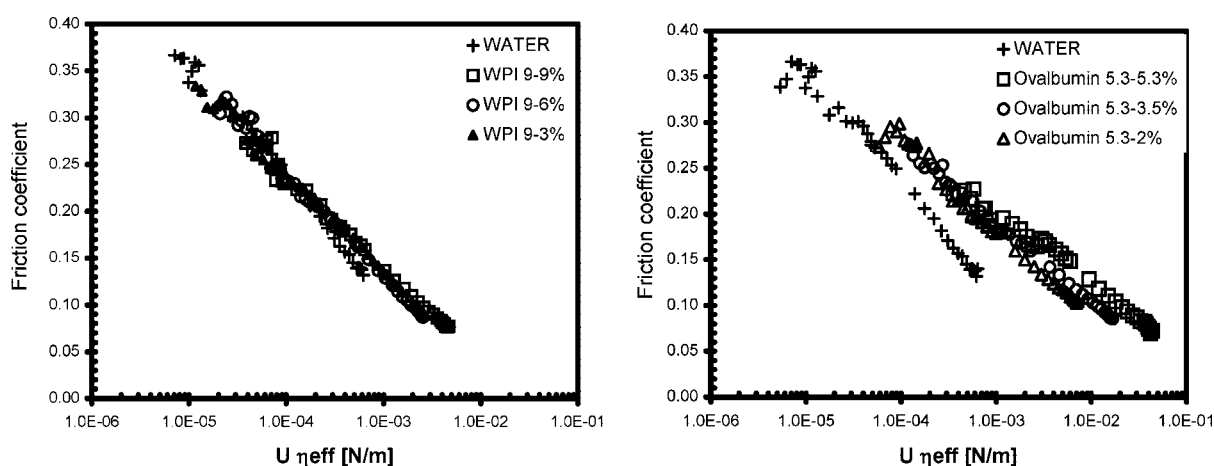 0.40
0.35
0.30
0.25
0.20
0.15
0.10
0.05
0.00
Friction coefficient
WATER
WPI 9-9%
WPI 9-6%
WPI 9-3%
1.0E-06
1.0E-05
1.0E-04
1.0E-03
1.0E-02
1.0E-01
U ηeff [N/m]
0.40
0.35
0.30
0.25
0.20
0.15
0.10
0.05
0.00
Friction coefficient
WATER
Ovalbumin 5.3-5.3%
Ovalbumin 5.3-3.5%
Ovalbumin 5.3-2%
1.0E-06
1.0E-05
1.0E-04
1.0E-03
1.0E-02
1.0E-01
U ηeff [N/m]